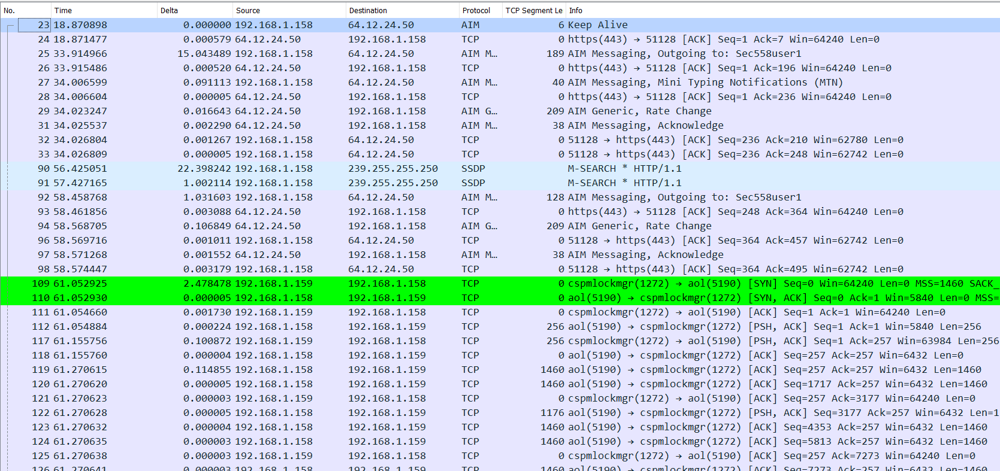 No. Time Delta Source Destination Protocol TCP Segment Le Info
23 18.870898 0.000000 192.168.1.158 64.12.24.50 AIM 6 Keep Alive
24 18.871477 0.000579 64.12.24.50 192.168.1.158 TCP 0 https(443) → 51128 [ACK] Seq=1 Ack=7 Win=64240 Len=0
25 33.914966 15.043489 192.168.1.158 64.12.24.50 AIM M… 189 AIM Messaging, Outgoing to: Sec558user1
26 33.915486 0.000520 64.12.24.50 192.168.1.158 TCP 0 https(443) → 51128 [ACK] Seq=1 Ack=196 Win=64240 Len=0
27 34.006599 0.091113 192.168.1.158 64.12.24.50 AIM M… 40 AIM Messaging, Mini Typing Notifications (MTN)
28 34.006604 0.000005 64.12.24.50 192.168.1.158 TCP 0 https(443) → 51128 [ACK] Seq=1 Ack=236 Win=64240 Len=0
29 34.023247 0.016643 64.12.24.50 192.168.1.158 AIM G… 209 AIM Generic, Rate Change
31 34.025537 0.002290 64.12.24.50 192.168.1.158 AIM M… 38 AIM Messaging, Acknowledge
32 34.026804 0.001267 192.168.1.158 64.12.24.50 TCP 0 51128 → https(443) [ACK] Seq=236 Ack=210 Win=62780 Len=0
33 34.026809 0.000005 192.168.1.158 64.12.24.50 TCP 0 51128 → https(443) [ACK] Seq=236 Ack=248 Win=62742 Len=0
90 56.425051 22.398242 192.168.1.158 239.255.255.250 SSDP M-SEARCH * HTTP/1.1
91 57.427165 1.002114 192.168.1.158 239.255.255.250 SSDP M-SEARCH * HTTP/1.1
92 58.458768 1.031603 192.168.1.158 64.12.24.50 AIM M… 128 AIM Messaging, Outgoing to: Sec558user1
93 58.461856 0.003088 64.12.24.50 192.168.1.158 TCP 0 https(443) → 51128 [ACK] Seq=248 Ack=364 Win=64240 Len=0
94 58.568705 0.106849 64.12.24.50 192.168.1.158 AIM G… 209 AIM Generic, Rate Change
96 58.569716 0.001011 192.168.1.158 64.12.24.50 TCP 0 51128 → https(443) [ACK] Seq=364 Ack=457 Win=62742 Len=0
97 58.571268 0.001552 64.12.24.50 192.168.1.158 AIM M… 38 AIM Messaging, Acknowledge
98 58.574447 0.003179 192.168.1.158 64.12.24.50 TCP 0 51128 → https(443) [ACK] Seq=364 Ack=495 Win=62742 Len=0
109 61.052925 2.478478 192.168.1.159 192.168.1.158 TCP 0 cspmlockmgr(1272) → aol(5190) [SYN] Seq=0 Win=64240 Len=0 MSS=1460 SACK_
110 61.052930 0.000005 192.168.1.158 192.168.1.159 TCP 0 aol(5190) → cspmlockmgr(1272) [SYN, ACK] Seq=0 Ack=1 Win=5840 Len=0 MSS=
111 61.054660 0.001730 192.168.1.159 192.168.1.158 TCP 0 cspmlockmgr(1272) → aol(5190) [ACK] Seq=1 Ack=1 Win=64240 Len=0
112 61.054884 0.000224 192.168.1.158 192.168.1.159 TCP 256 aol(5190) → cspmlockmgr(1272) [PSH, ACK] Seq=1 Ack=1 Win=5840 Len=256
117 61.155756 0.100872 192.168.1.159 192.168.1.158 TCP 256 cspmlockmgr(1272) → aol(5190) [PSH, ACK] Seq=1 Ack=257 Win=63984 Len=256
118 61.155760 0.000004 192.168.1.158 192.168.1.159 TCP 0 aol(5190) → cspmlockmgr(1272) [ACK] Seq=257 Ack=257 Win=6432 Len=0
119 61.270615 0.114855 192.168.1.158 192.168.1.159 TCP 1460 aol(5190) → cspmlockmgr(1272) [ACK] Seq=257 Ack=257 Win=6432 Len=1460
120 61.270620 0.000005 192.168.1.158 192.168.1.159 TCP 1460 aol(5190) → cspmlockmgr(1272) [ACK] Seq=1717 Ack=257 Win=6432 Len=1460
121 61.270623 0.000003 192.168.1.159 192.168.1.158 TCP 0 cspmlockmgr(1272) → aol(5190) [ACK] Seq=257 Ack=3177 Win=64240 Len=0
122 61.270628 0.000005 192.168.1.158 192.168.1.159 TCP 1176 aol(5190) → cspmlockmgr(1272) [PSH, ACK] Seq=3177 Ack=257 Win=6432 Len=1
123 61.270632 0.000004 192.168.1.158 192.168.1.159 TCP 1460 aol(5190) → cspmlockmgr(1272) [ACK] Seq=4353 Ack=257 Win=6432 Len=1460
124 61.270635 0.000003 192.168.1.158 192.168.1.159 TCP 1460 aol(5190) → cspmlockmgr(1272) [ACK] Seq=5813 Ack=257 Win=6432 Len=1460
125 61.270638 0.000003 192.168.1.159 192.168.1.158 TCP 0 cspmlockmgr(1272) → aol(5190) [ACK] Seq=257 Ack=7273 Win=64240 Len=0
126 61.270641 0.000003 192.168.1.158 192.168.1.159 TCP 1460 aol(5190) → cspmlockmgr(1272) [ACK] Seq=7273 Ack=257 Win=6432 Len=1460